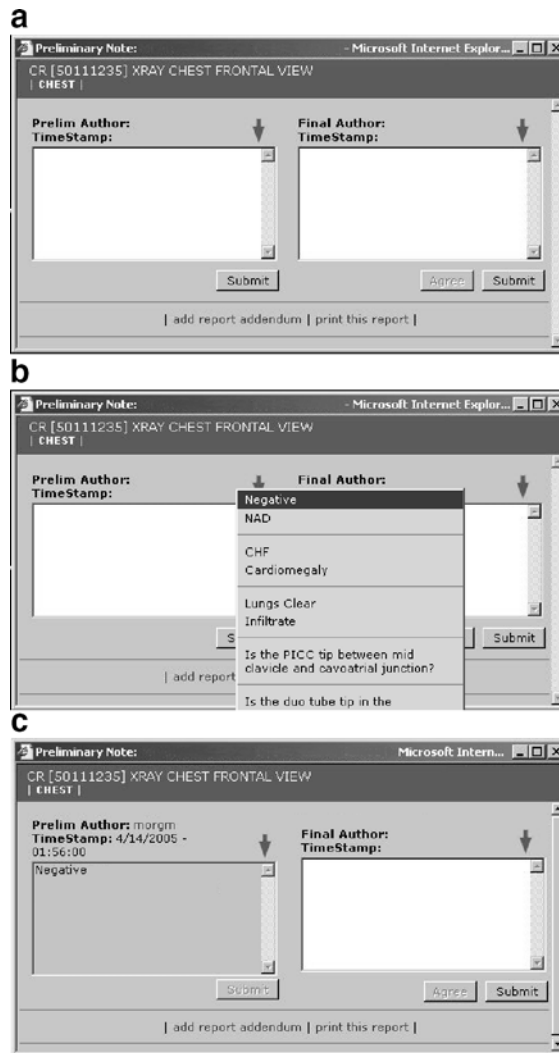 a
Preliminary Note: - Microsoft Internet Explor...
CR [50111235] XRAY CHEST FRONTAL VIEW
| CHEST |
Prelim Author: Final Author:
TimeStamp: TimeStamp:
Submit Agree Submit
| add report addendum | print this report |
b
Preliminary Note: - Microsoft Internet Explor...
CR [50111235] XRAY CHEST FRONTAL VIEW
| CHEST |
Prelim Author: Final Author:
TimeStamp:
Negative
NAD
CHF
Cardiomegaly
Lungs Clear
Infiltrate
S Submit
Is the PICC tip between mid
clavicle and cavoatrial junction?
| add report
Is the duo tube tip in the
c
Preliminary Note: Microsoft Intern...
CR [50111235] XRAY CHEST FRONTAL VIEW
| CHEST |
Prelim Author: morgm
TimeStamp: 4/14/2005 -
01:56:00
Final Author:
TimeStamp:
Negative
Submit Agree Submit
| add report addendum | print this report |